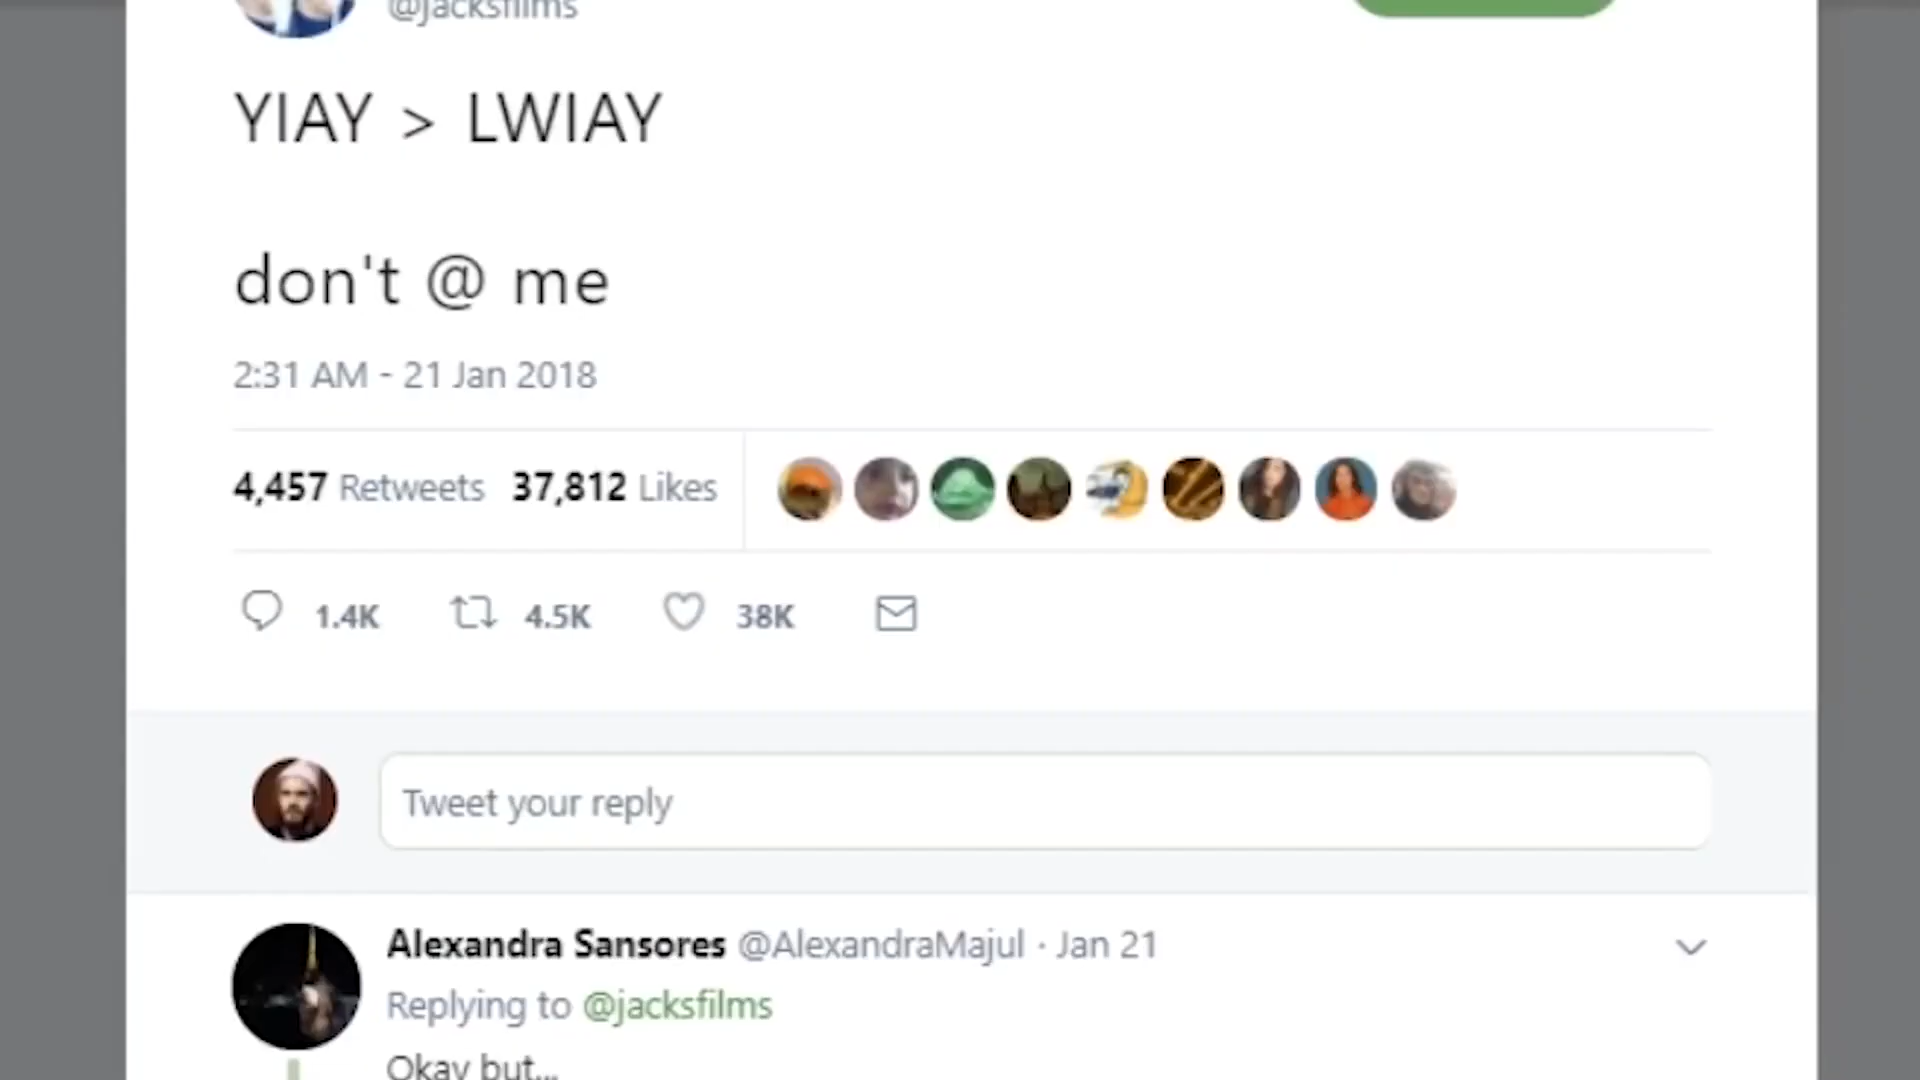 @jacksfilms
YIAY > LWIAY
don't @ me
2:31 AM - 21 Jan 2018
4,457 Retweets 37,812 Likes
1.4K 4.5K 38K
Tweet your reply
Alexandra Sansores @AlexandraMajul · Jan 21
Replying to @jacksfilms
Okay but...